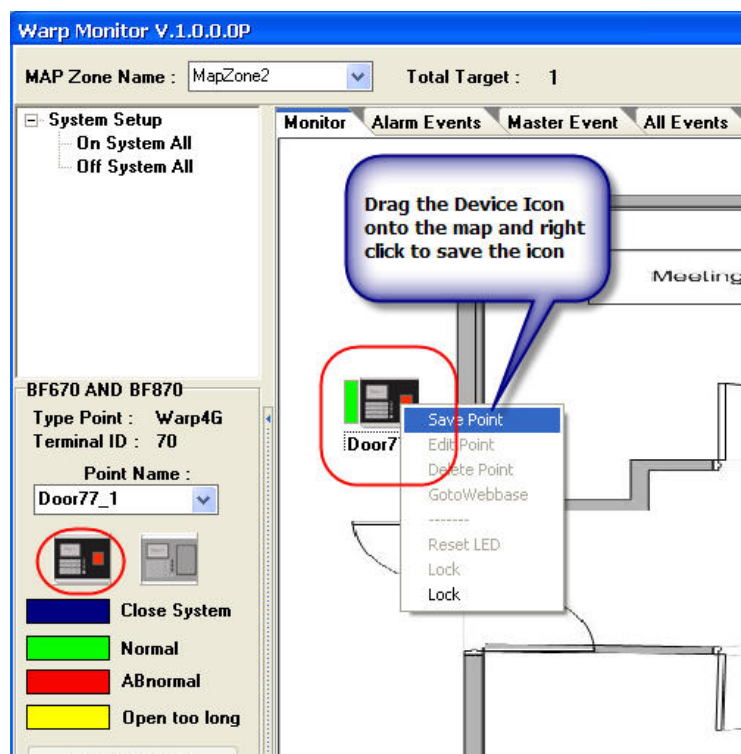 Warp Monitor V.1.0.0.0P
MAP Zone Name : MapZone2 Total Target : 1
System Setup
On System All
Off System All
Monitor Alarm Events Master Event All Events
Drag the Device Icon
onto the map and right
click to save the icon
Meeting
BF670 AND BF870
Type Point : Warp4G
Terminal ID : 70
Point Name :
Door77_1
Close System
Normal
ABnormal
Open too long
Save Point
Edit Point
Delete Point
GotoWebbase
-------
Reset LED
Lock
Lock